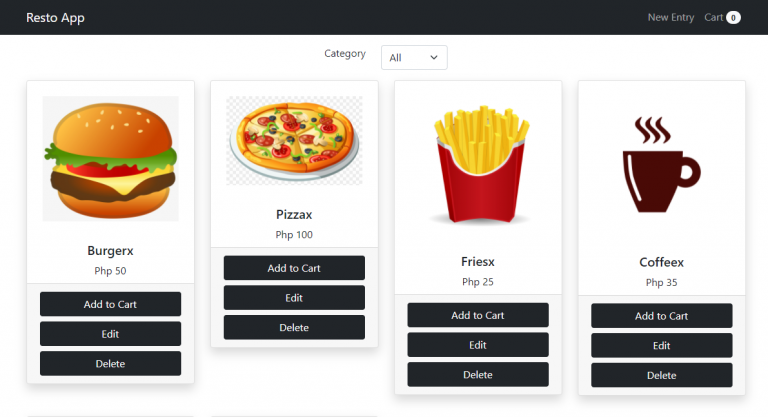 Resto App
New Entry
Cart 0
Category
All
Burgerx
Php 50
Add to Cart
Edit
Delete
Pizzax
Php 100
Add to Cart
Edit
Delete
Friesx
Php 25
Add to Cart
Edit
Delete
Coffeex
Php 35
Add to Cart
Edit
Delete